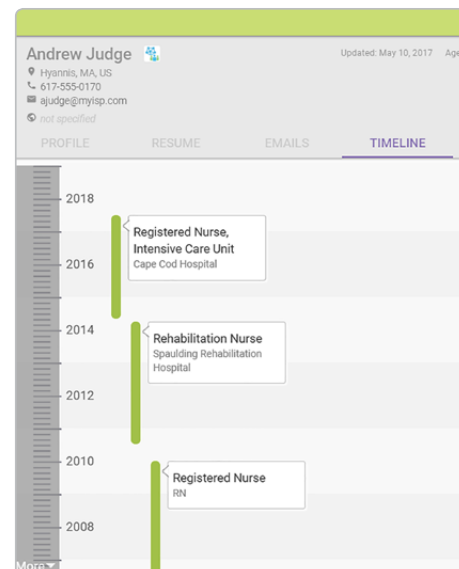 Andrew Judge
Updated: May 10, 2017 Age
Hyannis, MA, US
617-555-0170
ajudge@myisp.com
not specified
PROFILE RESUME EMAILS TIMELINE
2018
Registered Nurse,
Intensive Care Unit
2016
Cape Cod Hospital
2014
Rehabilitation Nurse
Spaulding Rehabilitation
Hospital
2012
2010
Registered Nurse
RN
2008
More